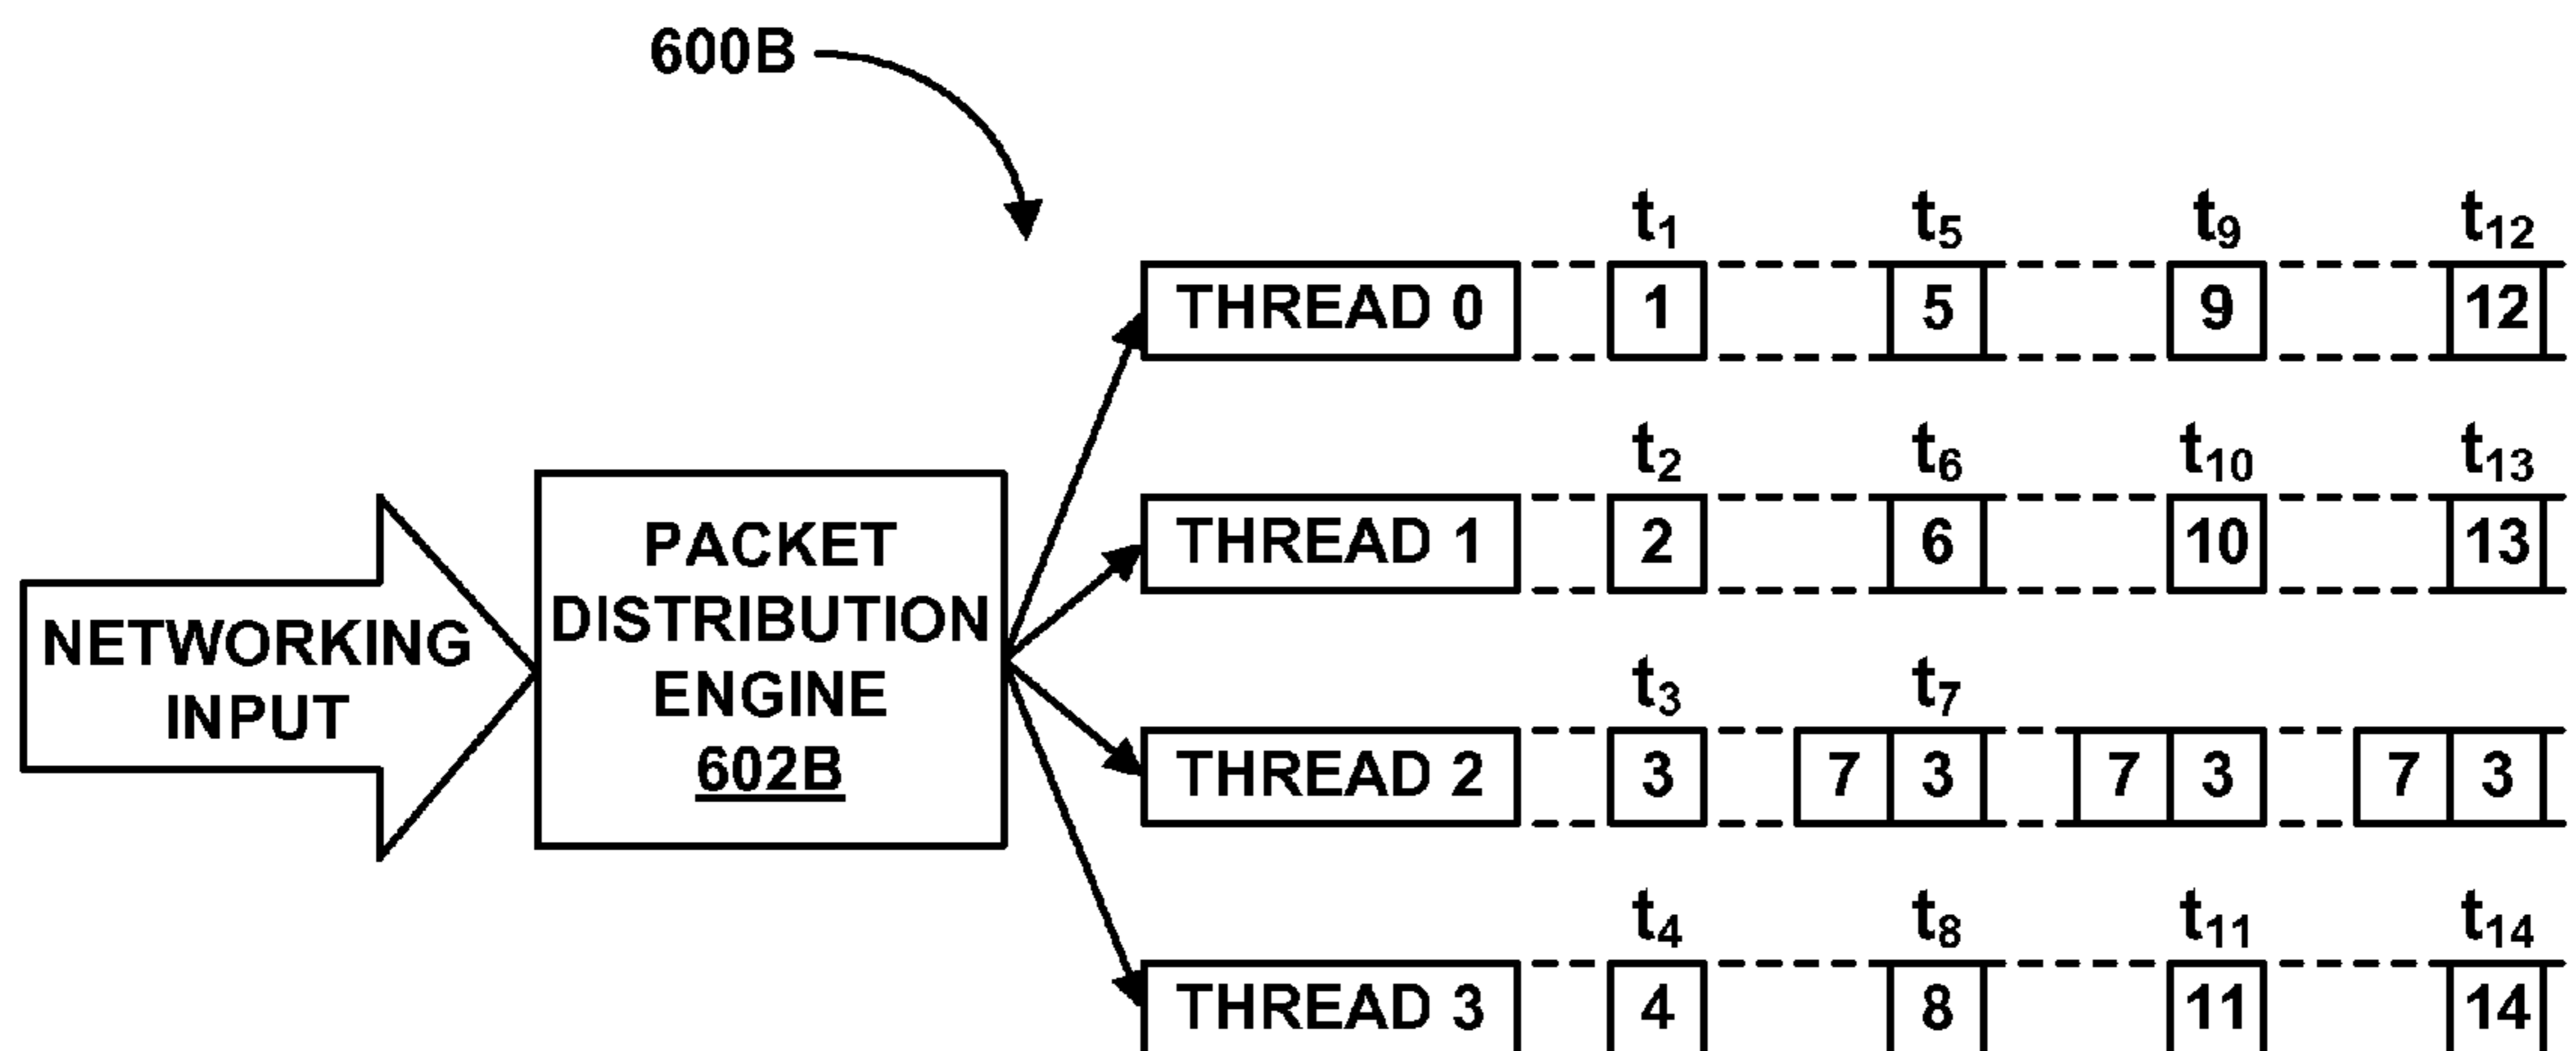 600B
t1 t5 t9 t12
THREAD 0 1 5 9 12
t2 t6 t10 t13
THREAD 1 2 6 10 13
PACKET
DISTRIBUTION
ENGINE
602B
NETWORKING
INPUT
t3 t7
THREAD 2 3 7 3 7 3 7 3
t4 t8 t11 t14
THREAD 3 4 8 11 14